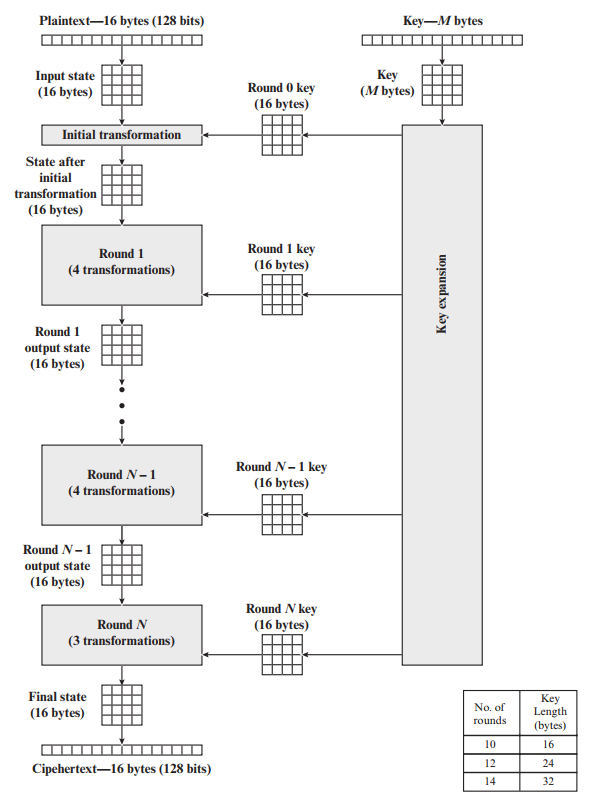 Plaintext—16 bytes (128 bits)
Key—M bytes
Input state
(16 bytes)
Key
(M bytes)
Round 0 key
(16 bytes)
Initial transformation
State after
initial
transformation
(16 bytes)
Round 1
(4 transformations)
Round 1 key
(16 bytes)
Key expansion
Round 1
output state
(16 bytes)
Round N – 1
(4 transformations)
Round N – 1 key
(16 bytes)
Round N – 1
output state
(16 bytes)
Round N
(3 transformations)
Round N key
(16 bytes)
Final state
(16 bytes)
Cipehertext—16 bytes (128 bits)
No. of
rounds
Key
Length
(bytes)
10 16
12 24
14 32